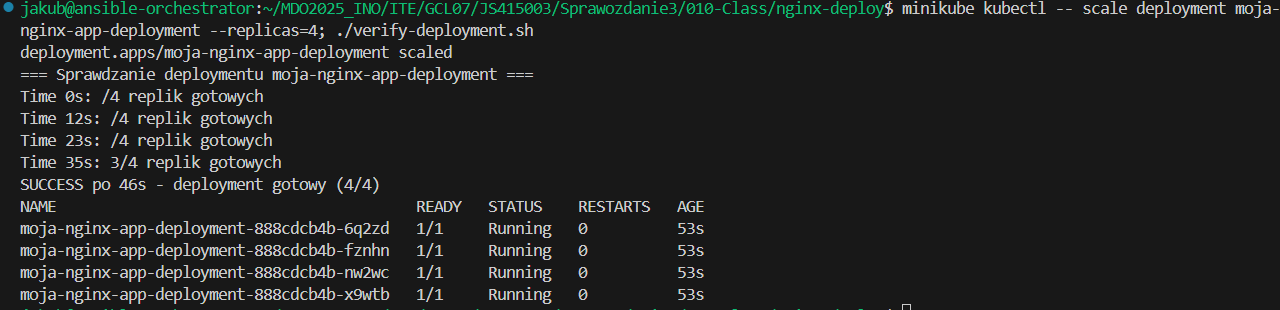 jakub@ansible-orchestrator:~/MDO2025_INO/ITE/GCL07/JS415003/Sprawozdanie3/010-Class/nginx-deploy$ minikube kubectl -- scale deployment moja-
nginx-app-deployment --replicas=4; ./verify-deployment.sh
deployment.apps/moja-nginx-app-deployment scaled
=== Sprawdzanie deploymentu moja-nginx-app-deployment ===
Time 0s: /4 replik gotowych
Time 12s: /4 replik gotowych
Time 23s: /4 replik gotowych
Time 35s: 3/4 replik gotowych
SUCCESS po 46s - deployment gotowy (4/4)
NAME READY STATUS RESTARTS AGE
moja-nginx-app-deployment-888cdcb4b-6q2zd 1/1 Running 0 53s
moja-nginx-app-deployment-888cdcb4b-fznhn 1/1 Running 0 53s
moja-nginx-app-deployment-888cdcb4b-nw2wc 1/1 Running 0 53s
moja-nginx-app-deployment-888cdcb4b-x9wtb 1/1 Running 0 53s